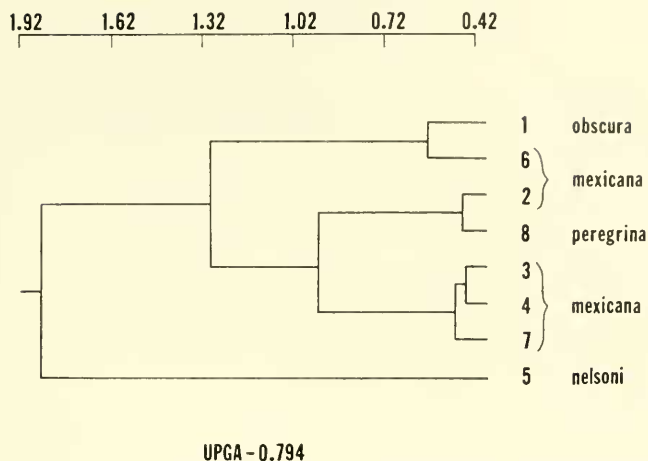 1.92 1.62 1.32 1.02 0.72 0.42
1 obscura
6
mexicana
2
8 peregrina
3
4 mexicana
7
5 nelsoni
UPGA - 0.794